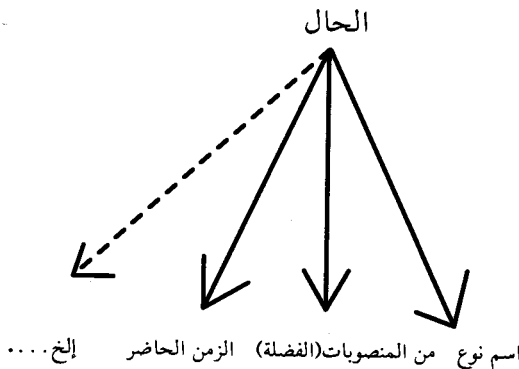 الحال
اسم نوع من المنصوبات(الفضلة) الزمن الحاضر إلخ....